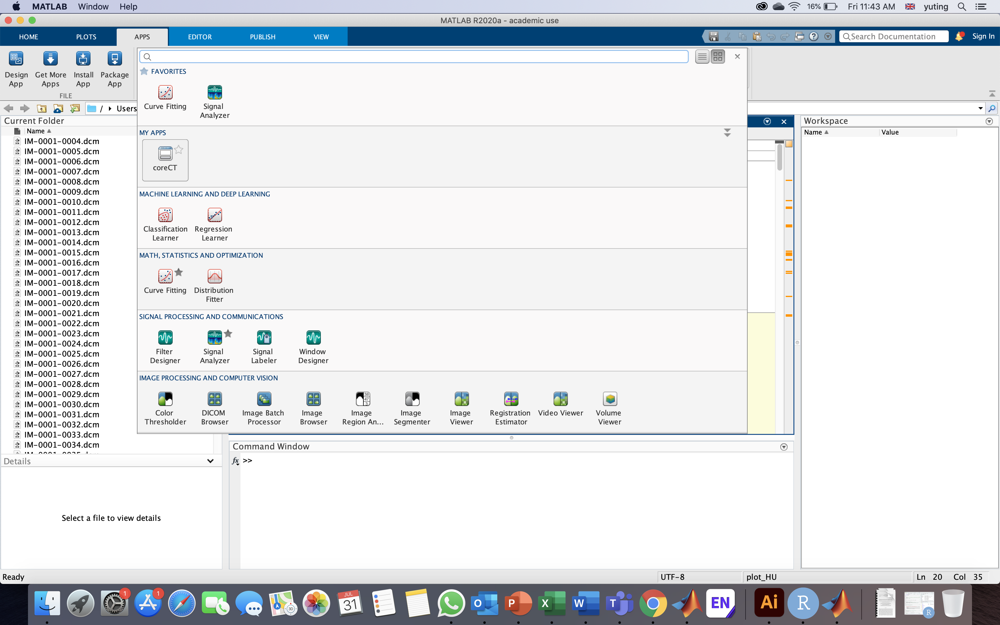 MATLAB Window Help
16% Fri 11:43 AM yuting
MATLAB R2020a - academic use
HOME PLOTS APPS EDITOR PUBLISH VIEW
Search Documentation Sign In
Design App
Get More Apps
Install App
Package App
FILE
/ Users
FAVORITES
Curve Fitting
Signal Analyzer
MY APPS
coreCT
MACHINE LEARNING AND DEEP LEARNING
Classification Learner
Regression Learner
MATH, STATISTICS AND OPTIMIZATION
Curve Fitting
Distribution Fitter
SIGNAL PROCESSING AND COMMUNICATIONS
Filter Designer
Signal Analyzer
Signal Labeler
Window Designer
IMAGE PROCESSING AND COMPUTER VISION
Color Thresholder
DICOM Browser
Image Batch Processor
Image Browser
Image Region An...
Image Segmenter
Image Viewer
Registration Estimator
Video Viewer
Volume Viewer
Current Folder
Name
IM-0001-0004.dcm
IM-0001-0005.dcm
IM-0001-0006.dcm
IM-0001-0007.dcm
IM-0001-0008.dcm
IM-0001-0009.dcm
IM-0001-0010.dcm
IM-0001-0011.dcm
IM-0001-0012.dcm
IM-0001-0013.dcm
IM-0001-0014.dcm
IM-0001-0015.dcm
IM-0001-0016.dcm
IM-0001-0017.dcm
IM-0001-0018.dcm
IM-0001-0019.dcm
IM-0001-0020.dcm
IM-0001-0021.dcm
IM-0001-0022.dcm
IM-0001-0023.dcm
IM-0001-0024.dcm
IM-0001-0025.dcm
IM-0001-0026.dcm
IM-0001-0027.dcm
IM-0001-0028.dcm
IM-0001-0029.dcm
IM-0001-0030.dcm
IM-0001-0031.dcm
IM-0001-0032.dcm
IM-0001-0033.dcm
IM-0001-0034.dcm
Details
Select a file to view details
Workspace
Name Value
Command Window
fx >>
Ready
UTF-8 plot_HU Ln 20 Col 35
1 1 JUL 31 3D O P X W T EN Ai R R